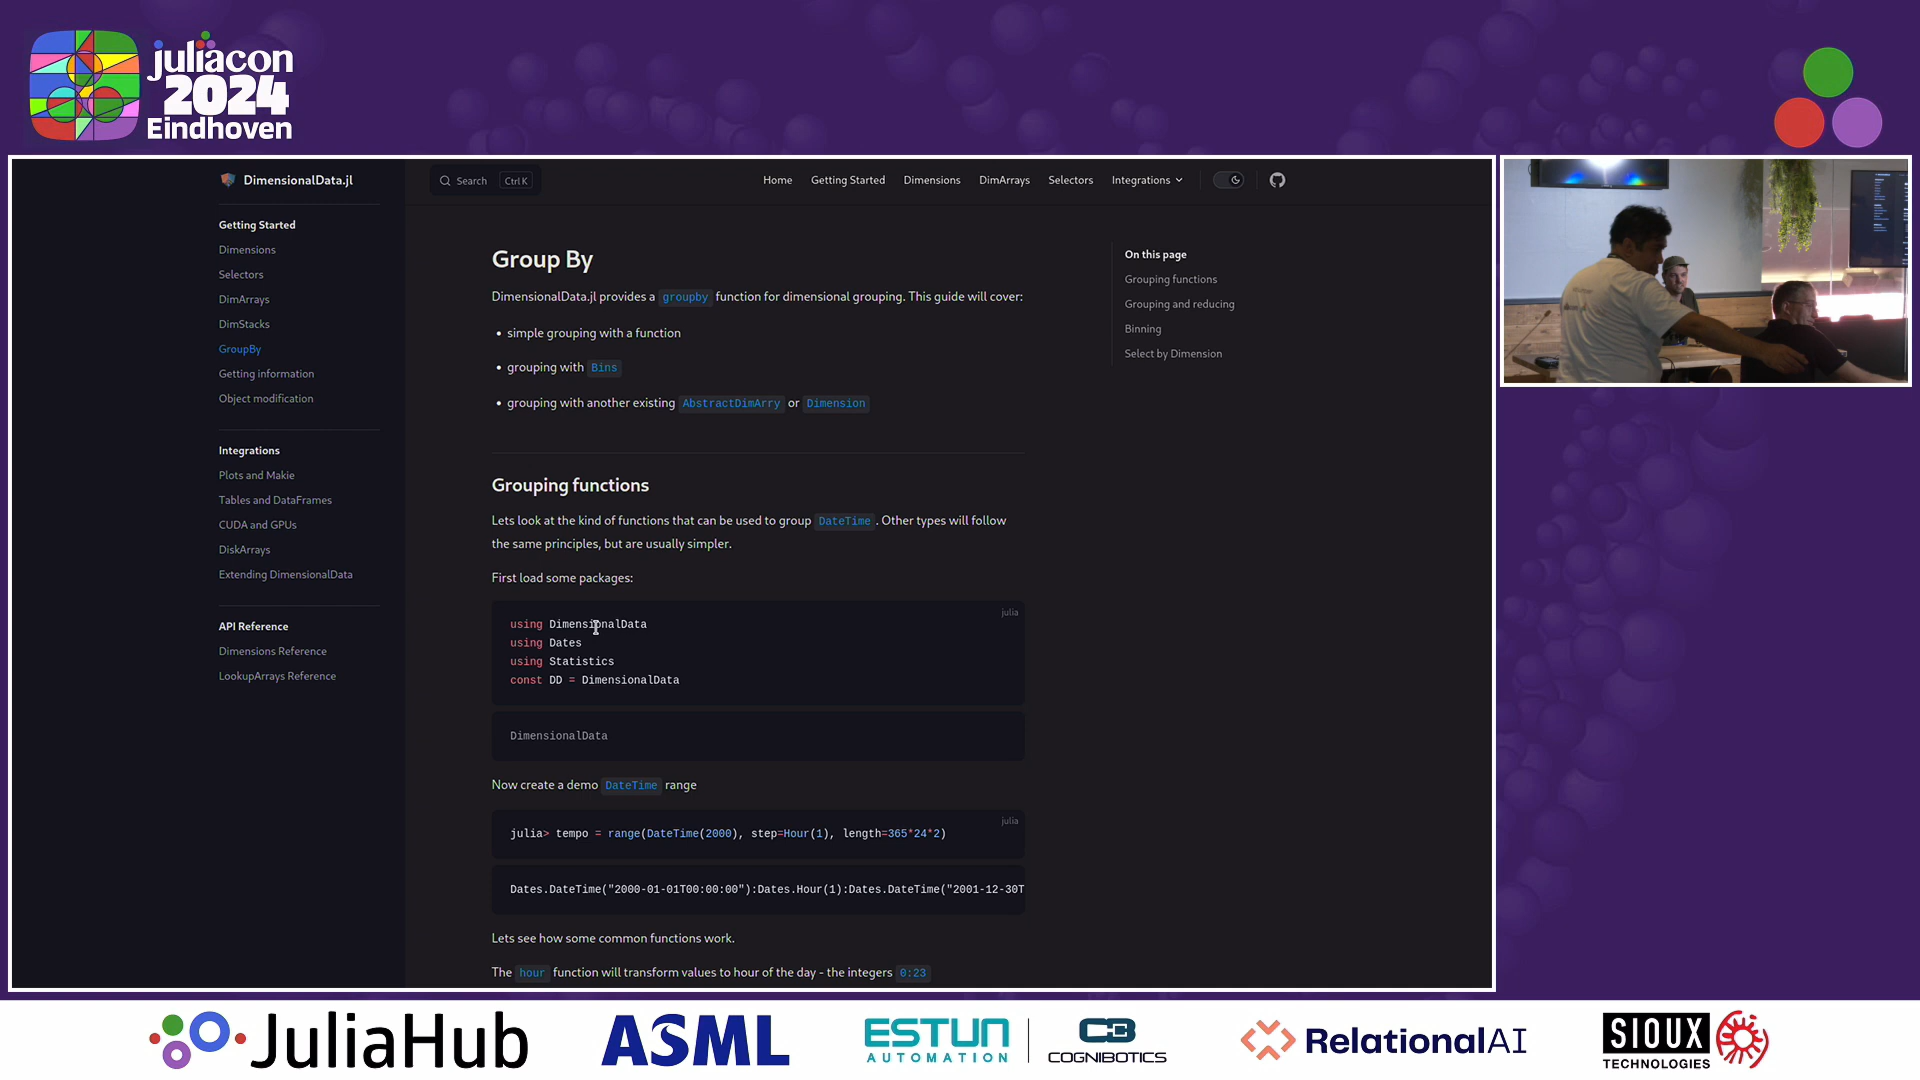 juliacon
2024
Eindhoven
DimensionalData.jl
Search Ctrl K
Home Getting Started Dimensions DimArrays Selectors Integrations
Getting Started
Dimensions
Selectors
DimArrays
DimStacks
GroupBy
Getting information
Object modification
Integrations
Plots and Makie
Tables and DataFrames
CUDA and GPUs
DiskArrays
Extending DimensionalData
API Reference
Dimensions Reference
LookupArrays Reference
Group By
DimensionalData.jl provides a groupby function for dimensional grouping. This guide will cover:
• simple grouping with a function
• grouping with Bins
• grouping with another existing AbstractDimArry or Dimension
Grouping functions
Lets look at the kind of functions that can be used to group DateTime . Other types will follow
the same principles, but are usually simpler.
First load some packages:
julia
using DimensionalData
using Dates
using Statistics
const DD = DimensionalData
DimensionalData
Now create a demo DateTime range
julia
julia> tempo = range(DateTime(2000), step=Hour(1), length=365*24*2)
Dates.DateTime("2000-01-01T00:00:00"):Dates.Hour(1):Dates.DateTime("2001-12-30T
Lets see how some common functions work.
The hour function will transform values to hour of the day - the integers 0:23
On this page
Grouping functions
Grouping and reducing
Binning
Select by Dimension
JuliaHub
ASML
ESTUN
AUTOMATION
COGNIBOTICS
RelationalAI
SIOUX
TECHNOLOGIES